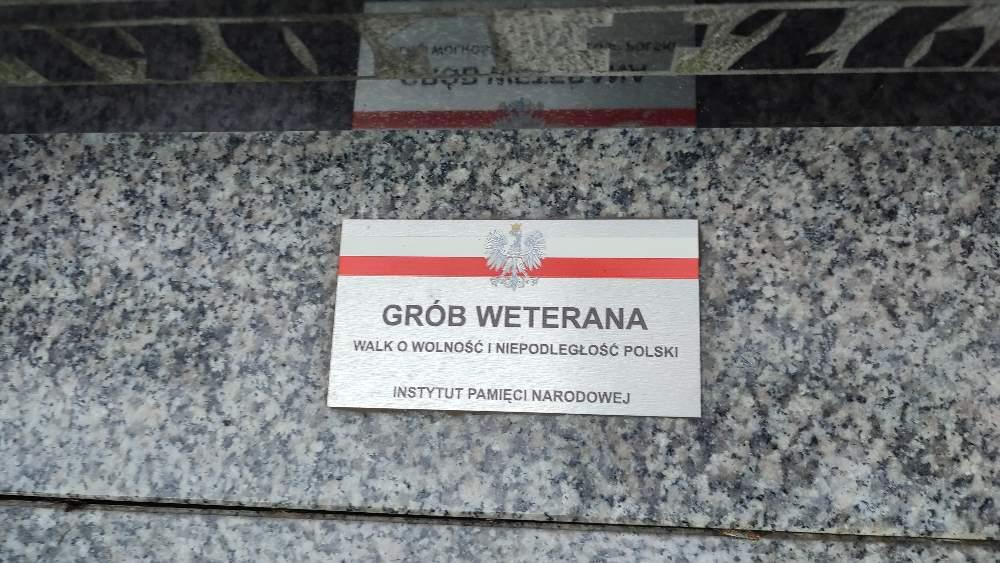 GRÓB WETERANA
WALK O WOLNOŚĆ I NIEPODLEGŁOŚĆ POLSKI
INSTYTUT PAMIĘCI NARODOWEJ